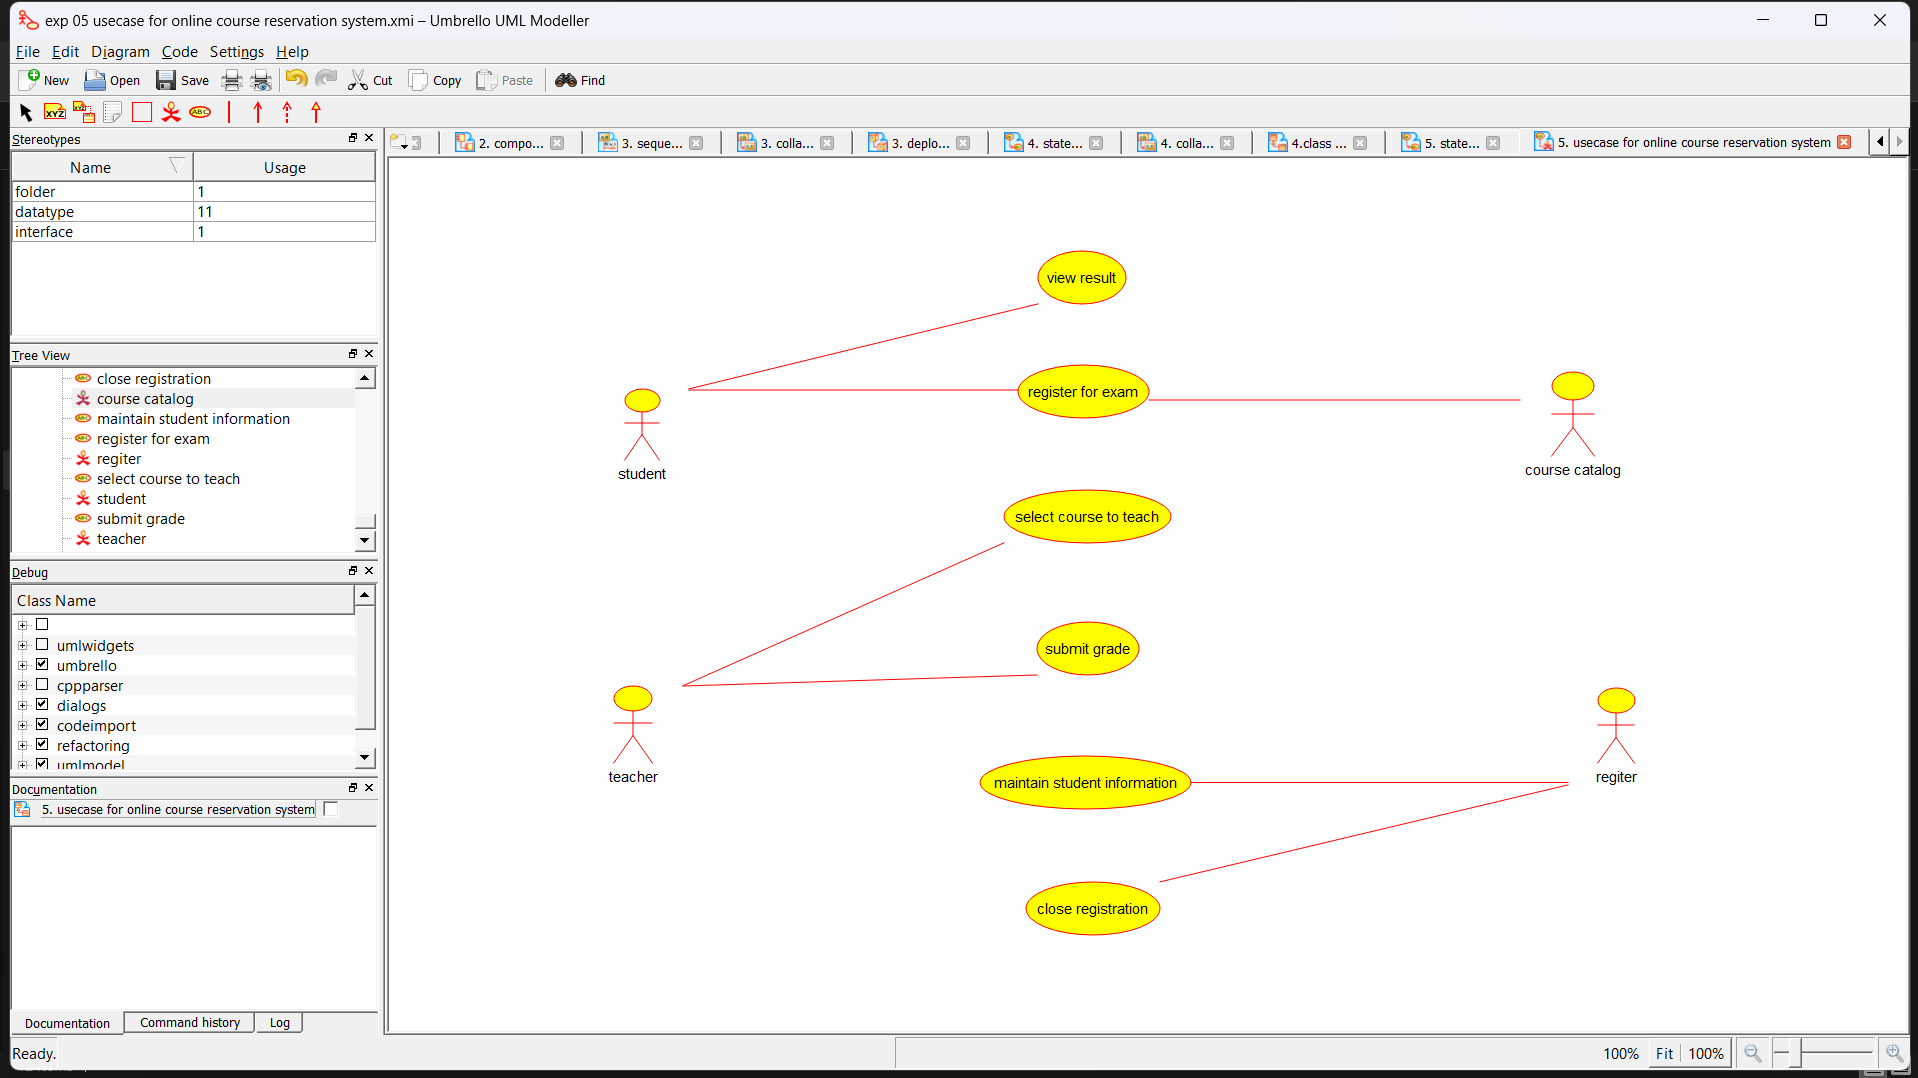 exp 05 usecase for online course reservation system.xmi – Umbrello UML Modeller
File Edit Diagram Code Settings Help
New Open Save Cut Copy Paste Find
XYZ XYZ ABC
Stereotypes
Name Usage
folder 1
datatype 11
interface 1
Tree View
close registration
course catalog
maintain student information
register for exam
regiter
select course to teach
student
submit grade
teacher
Debug
Class Name
umlwidgets
umbrello
cppparser
dialogs
codeimport
refactoring
umlmodel
Documentation
5. usecase for online course reservation system
Documentation Command history Log
Ready.
2. compo... 3. seque... 3. colla... 3. deplo... 4. state... 4. colla... 4.class ... 5. state... 5. usecase for online course reservation system
view result
register for exam
student
course catalog
select course to teach
submit grade
teacher
regiter
maintain student information
close registration
100% Fit 100%